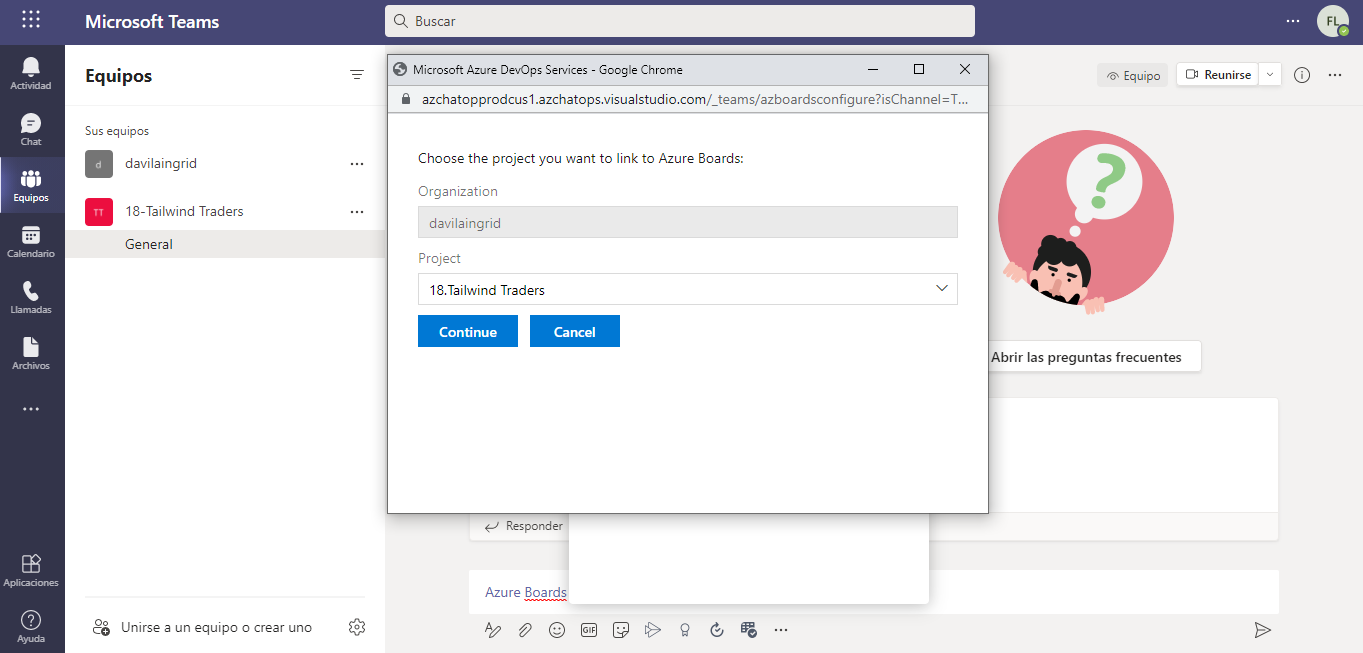 Microsoft Teams
Buscar
FL
Actividad
Chat
Equipos
Calendario
Llamadas
Archivos
Aplicaciones
Ayuda
Equipos
Sus equipos
d
davilaingrid
TT
18-Tailwind Traders
General
Unirse a un equipo o crear uno
Microsoft Azure DevOps Services - Google Chrome
azchatopprodcus1.azchatops.visualstudio.com/_teams/azboardsconfigure?isChannel=T...
Choose the project you want to link to Azure Boards:
Organization
davilaingrid
Project
18.Tailwind Traders
Continue
Cancel
Equipo
Reunirse
?
Abrir las preguntas frecuentes
Responder
Azure Boards
GIF